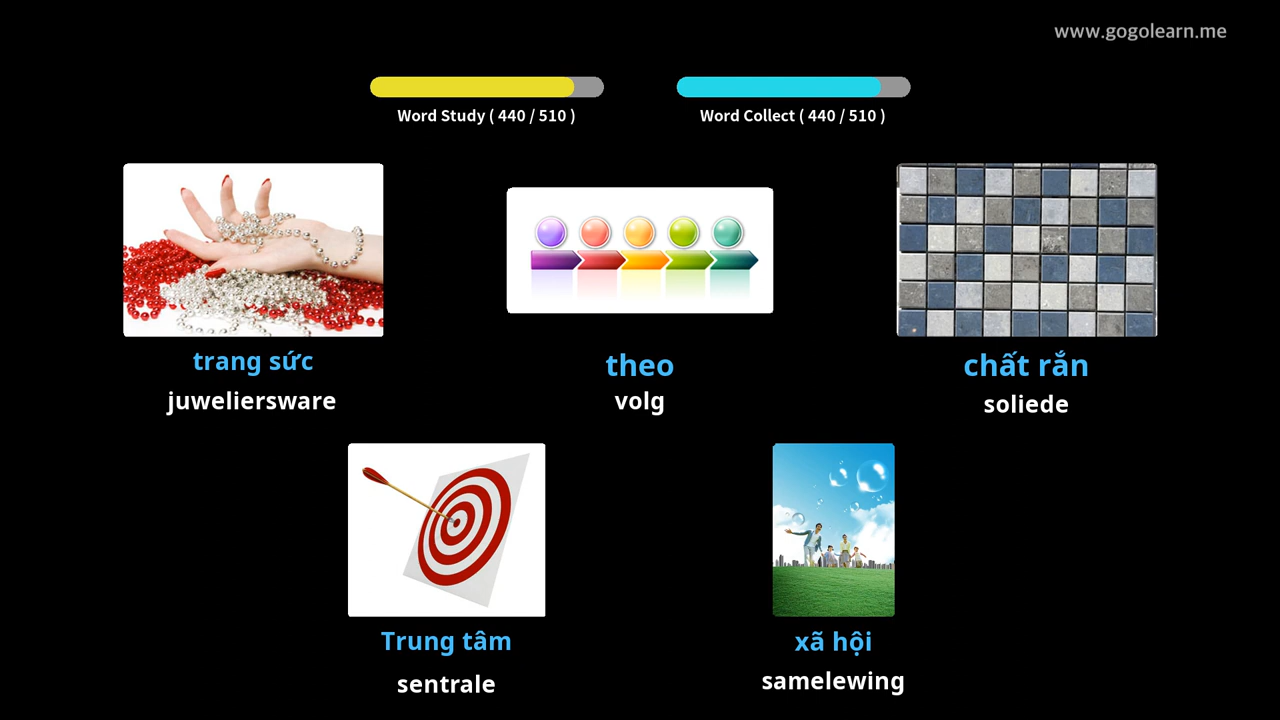 www.gogolearn.me
Word Study ( 440 / 510 )
Word Collect ( 440 / 510 )
trang sức
juweliersware
theo
volg
chất rắn
soliede
Trung tâm
sentrale
xã hội
samelewing